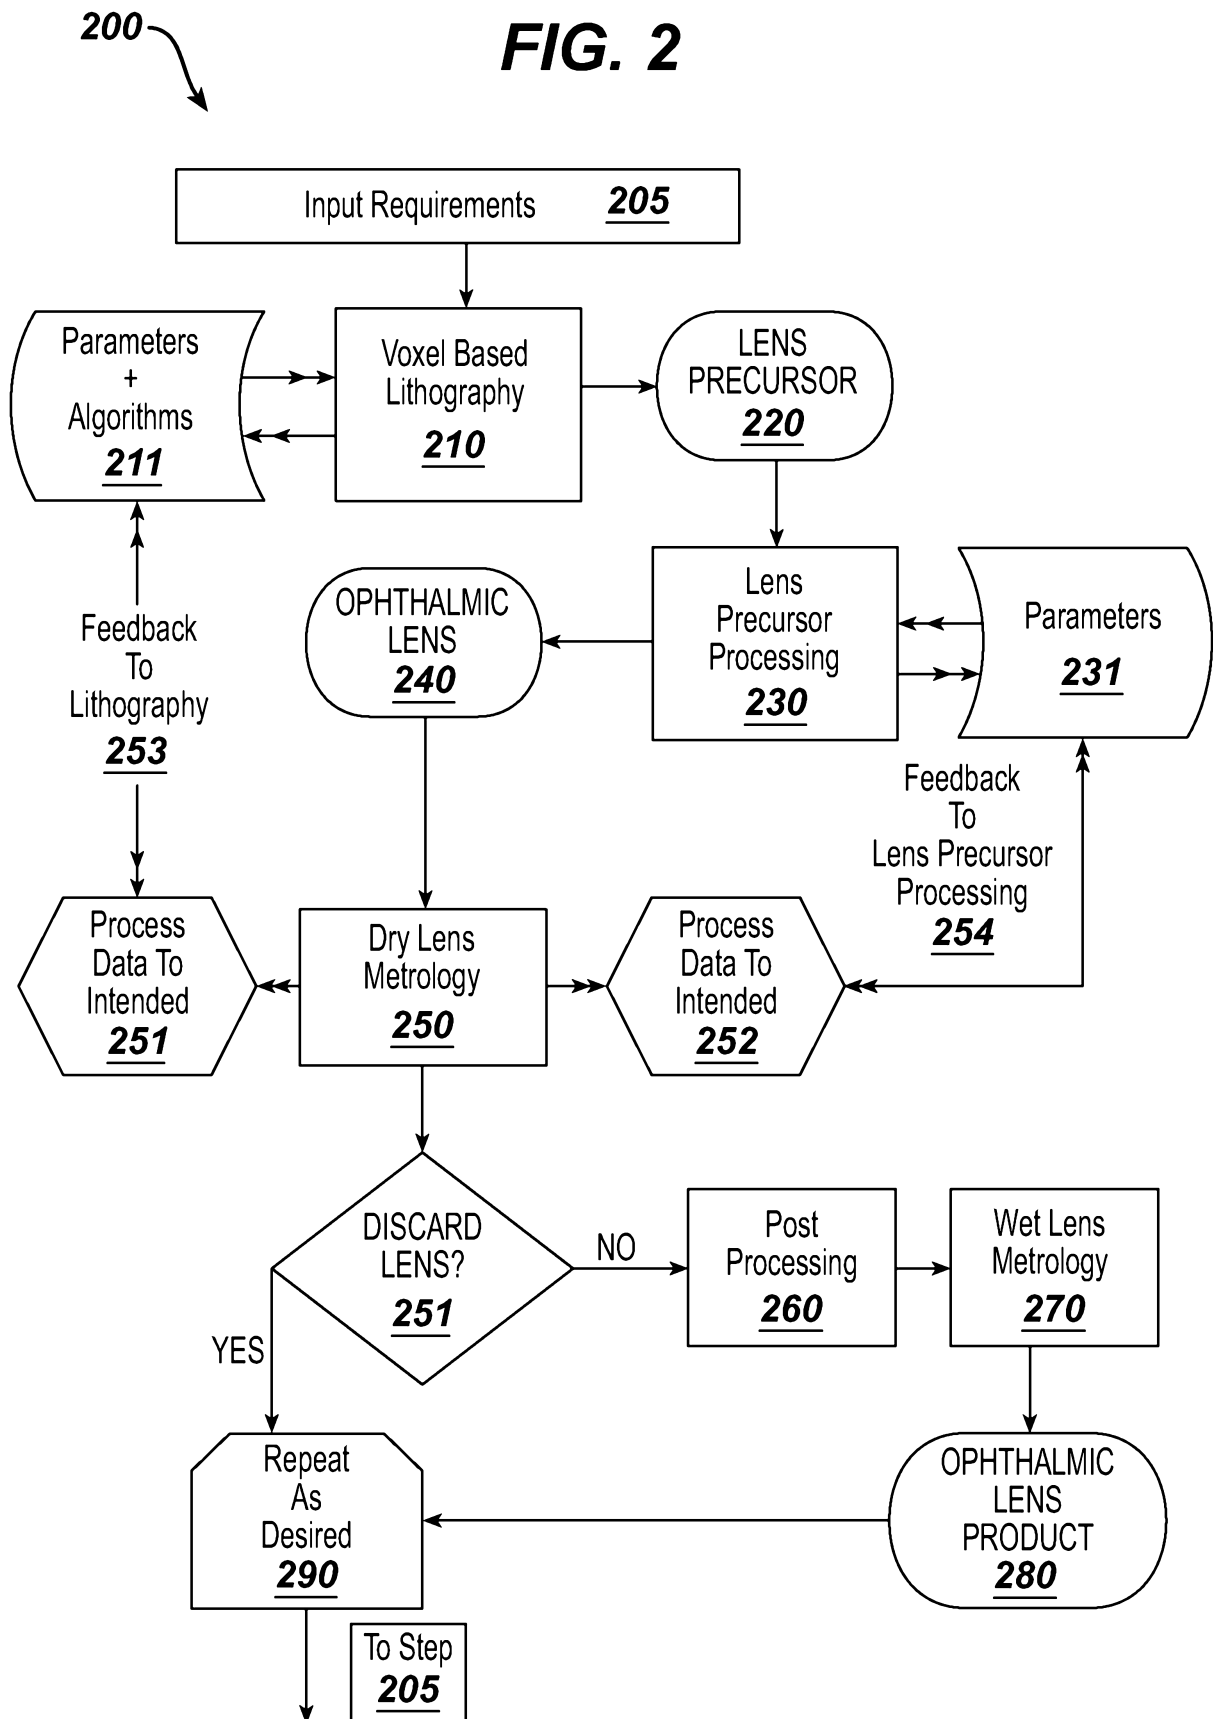 200
FIG. 2
Input Requirements 205
Parameters
+
Algorithms
211
Voxel Based
Lithography
210
LENS
PRECURSOR
220
Feedback
To
Lithography
253
OPHTHALMIC
LENS
240
Lens
Precursor
Processing
230
Parameters
231
Feedback
To
Lens Precursor
Processing
254
Process
Data To
Intended
251
Dry Lens
Metrology
250
Process
Data To
Intended
252
DISCARD
LENS?
251
NO
YES
Post
Processing
260
Wet Lens
Metrology
270
Repeat
As
Desired
290
OPHTHALMIC
LENS
PRODUCT
280
To Step
205